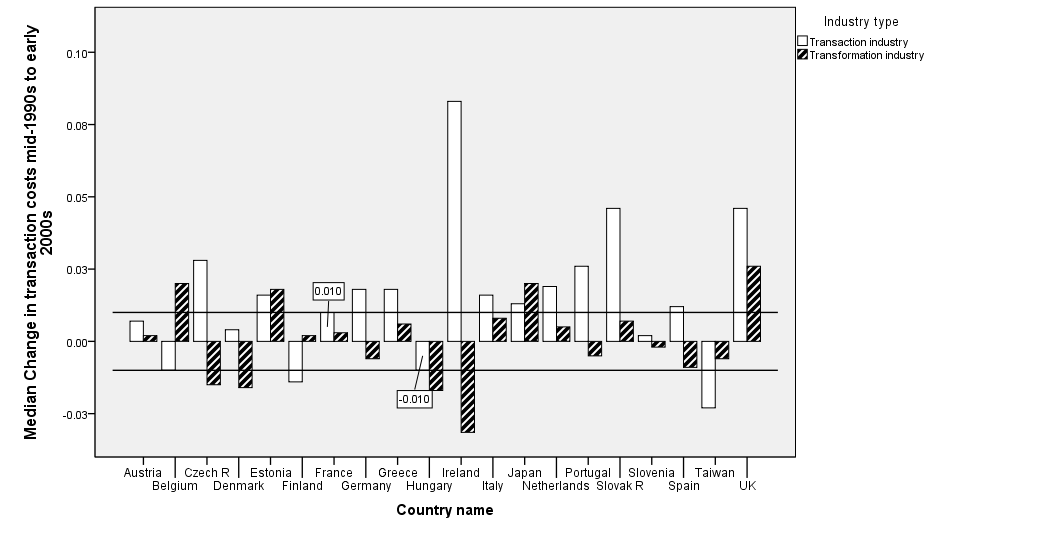 Industry type
Transaction industry
Transformation industry
Median Change in transaction costs mid-1990s to early
2000s
0.10
0.08
0.05
0.03
0.00
-0.03
0.010
-0.010
Austria
Belgium
Czech R
Denmark
Estonia
Finland
France
Germany
Greece
Hungary
Ireland
Italy
Japan
Netherlands
Portugal
Slovak R
Slovenia
Spain
Taiwan
UK
Country name